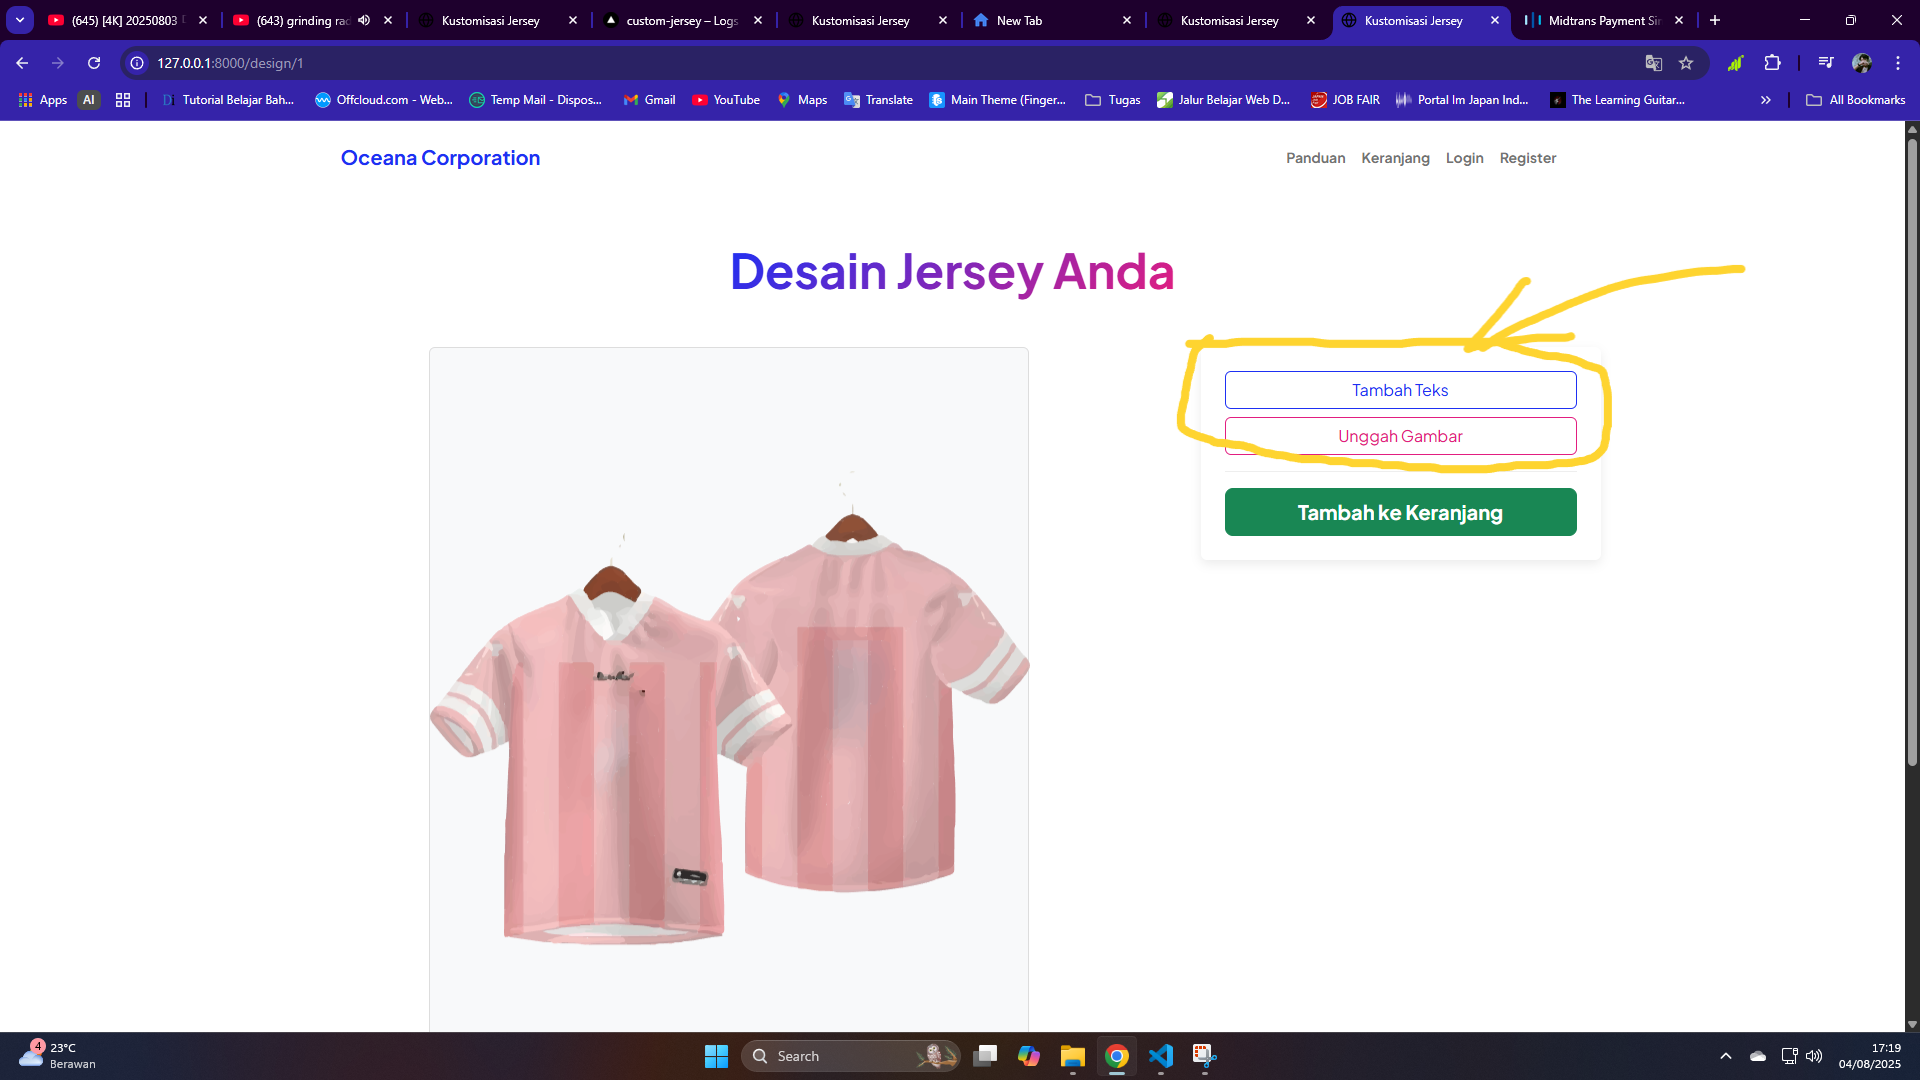 (645) [4K] 20250803
(643) grinding rad
Kustomisasi Jersey
custom-jersey – Logs
Kustomisasi Jersey
New Tab
Kustomisasi Jersey
Kustomisasi Jersey
Midtrans Payment Sir
127.0.0.1:8000/design/1
Apps
AI
Tutorial Belajar Bah...
Offcloud.com - Web...
Temp Mail - Dispos...
Gmail
YouTube
Maps
Translate
Main Theme (Finger...
Tugas
Jalur Belajar Web D...
JOB FAIR
Portal Im Japan Ind...
The Learning Guitar...
All Bookmarks
Oceana Corporation
Panduan
Keranjang
Login
Register
Desain Jersey Anda
Tambah Teks
Unggah Gambar
Tambah ke Keranjang
4
23°C
Berawan
Search
17:19
04/08/2025